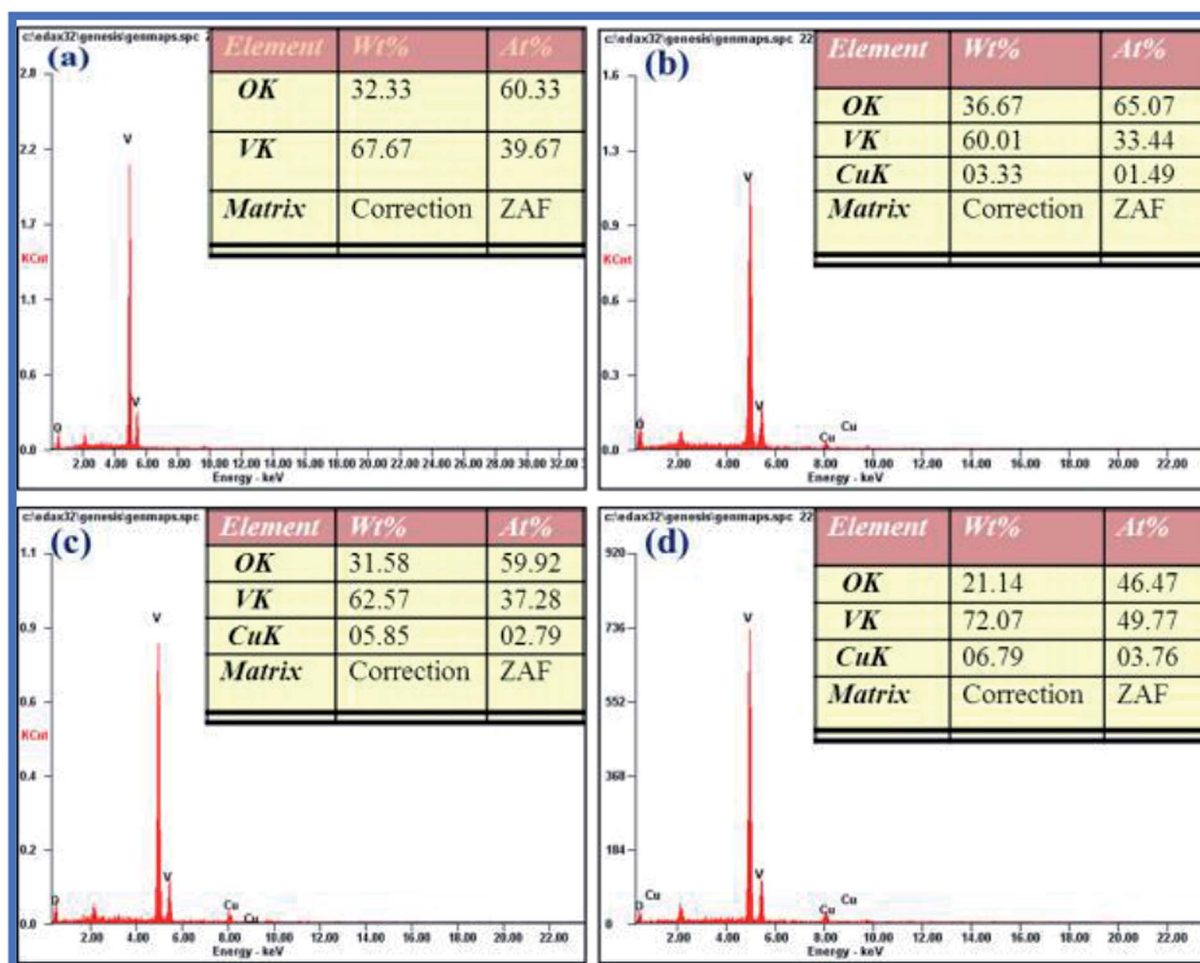 c:\edax32\genesis\genmaps.spc 2
(a)
Element Wt% At%
OK 32.33 60.33
VK 67.67 39.67
Matrix Correction ZAF
2.8
2.2
1.7
KCnt
1.1
0.6
0.0
V
V
O
2.00 4.00 6.00 8.00 10.00 12.00 14.00 16.00 18.00 20.00 22.00 24.00 26.00 28.00 30.00 32.00 3
Energy - keV
c:\edax32\genesis\genmaps.spc 22
(b)
Element Wt% At%
OK 36.67 65.07
VK 60.01 33.44
CuK 03.33 01.49
Matrix Correction ZAF
1.6
1.3
0.9
KCnt
0.6
0.3
0.0
V
V
O
Cu
Cu
2.00 4.00 6.00 8.00 10.00 12.00 14.00 16.00 18.00 20.00 22.00
Energy - keV
c:\edax32\genesis\genmaps.spc
(c)
Element Wt% At%
OK 31.58 59.92
VK 62.57 37.28
CuK 05.85 02.79
Matrix Correction ZAF
1.1
0.9
0.6
KCnt
0.4
0.2
0.0
V
V
O
Cu
Cu
2.00 4.00 6.00 8.00 10.00 12.00 14.00 16.00 18.00 20.00 22.00
Energy - keV
c:\edax32\genesis\genmaps.spc 22
(d)
Element Wt% At%
OK 21.14 46.47
VK 72.07 49.77
CuK 06.79 03.76
Matrix Correction ZAF
920
736
552
368
184
0
V
V
O
Cu
Cu
Cu
2.00 4.00 6.00 8.00 10.00 12.00 14.00 16.00 18.00 20.00 22.00
Energy - keV